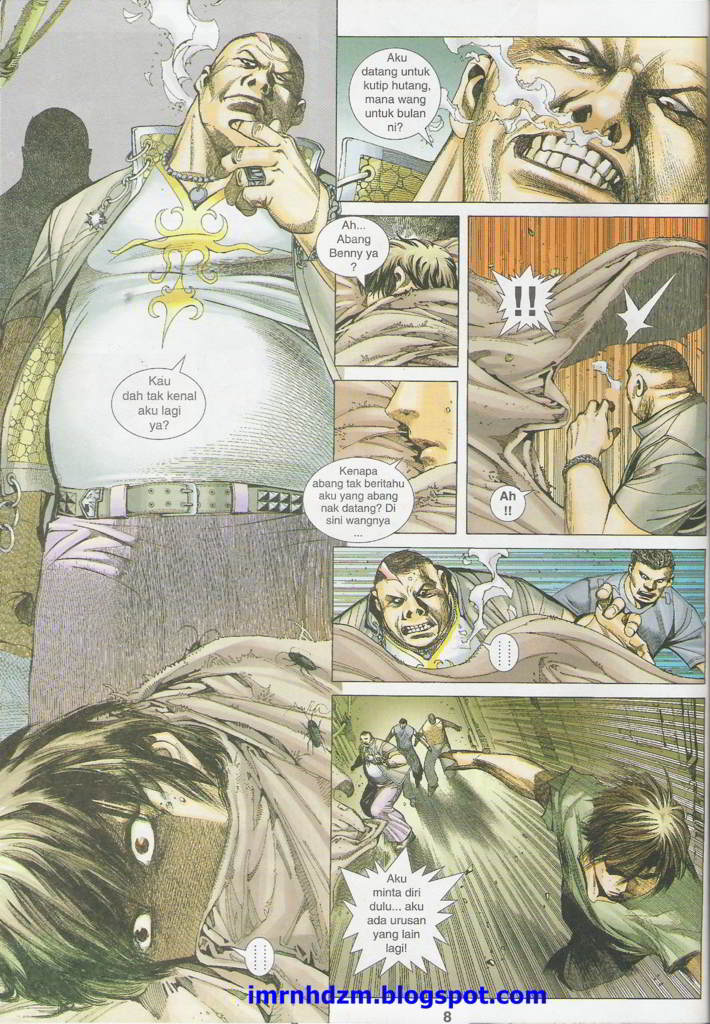 Kau
dah tak kenal
aku lagi
ya?
Aku
datang untuk
kutip hutang,
mana wang
untuk bulan
ni?
Ah...
Abang
Benny ya
?
Kenapa
abang tak beritahu
aku yang abang
nak datang? Di
sini wangnya
...
!!
Ah
!!
Aku
minta diri
dulu... aku
ada urusan
yang lain
lagi!
imrnhdzm.blogspot.com
8